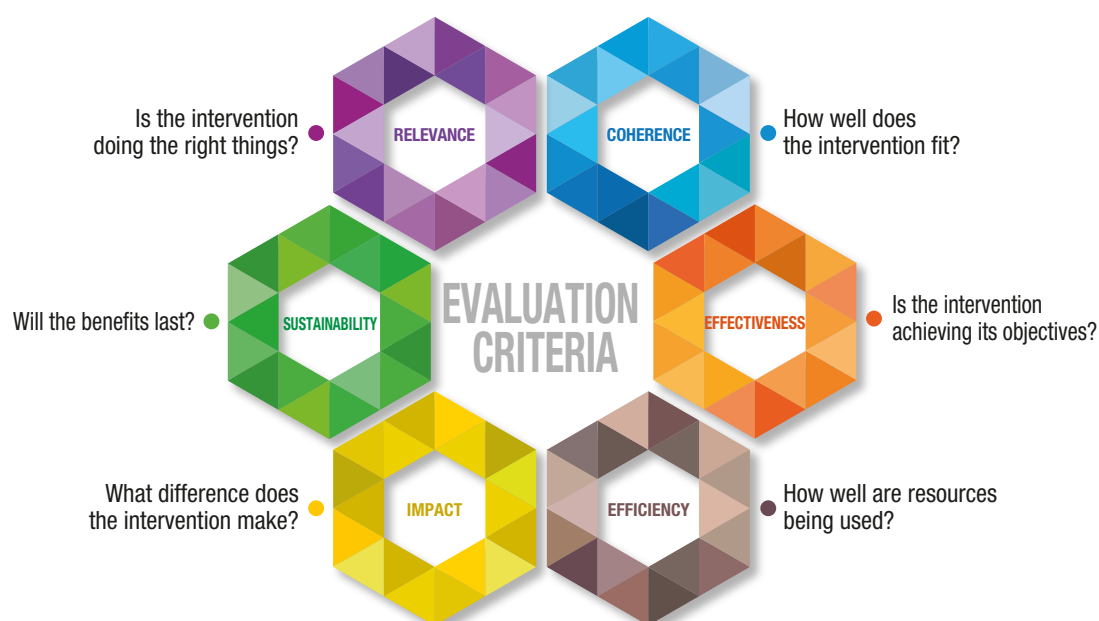 Is the intervention
doing the right things?
RELEVANCE
COHERENCE
How well does
the intervention fit?
Will the benefits last?
SUSTAINABILITY
EVALUATION
CRITERIA
EFFECTIVENESS
Is the intervention
achieving its objectives?
What difference does
the intervention make?
IMPACT
EFFICIENCY
How well are resources
being used?